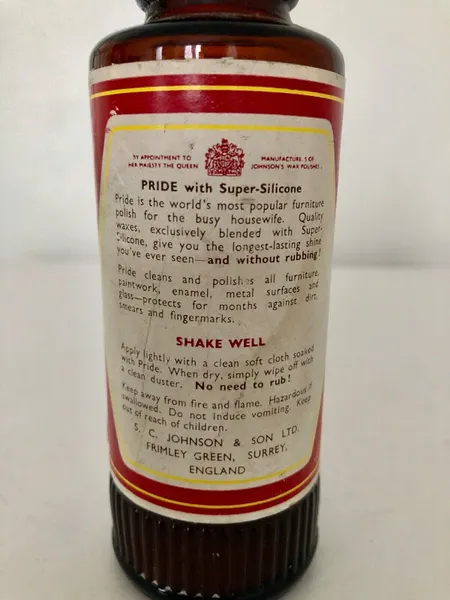 BY APPOINTMENT TO
HER MAJESTY THE QUEEN
MANUFACTURERS OF
JOHNSON'S WAX POLISHES
PRIDE with Super-Silicone
Pride is the world's most popular furniture
polish for the busy housewife. Quality
waxes, exclusively blended with Super-
Silicone, give you the longest-lasting shine
you've ever seen—and without rubbing!
Pride cleans and polishes all furniture,
paintwork, enamel, metal surfaces and
glass—protects for months against dirt,
smears and fingermarks.
SHAKE WELL
Apply lightly with a clean soft cloth soaked
with Pride. When dry, simply wipe off with
a clean duster. No need to rub!
Keep away from fire and flame. Hazardous if
swallowed. Do not induce vomiting. Keep
out of reach of children.
S. C. JOHNSON & SON LTD.
FRIMLEY GREEN, SURREY,
ENGLAND